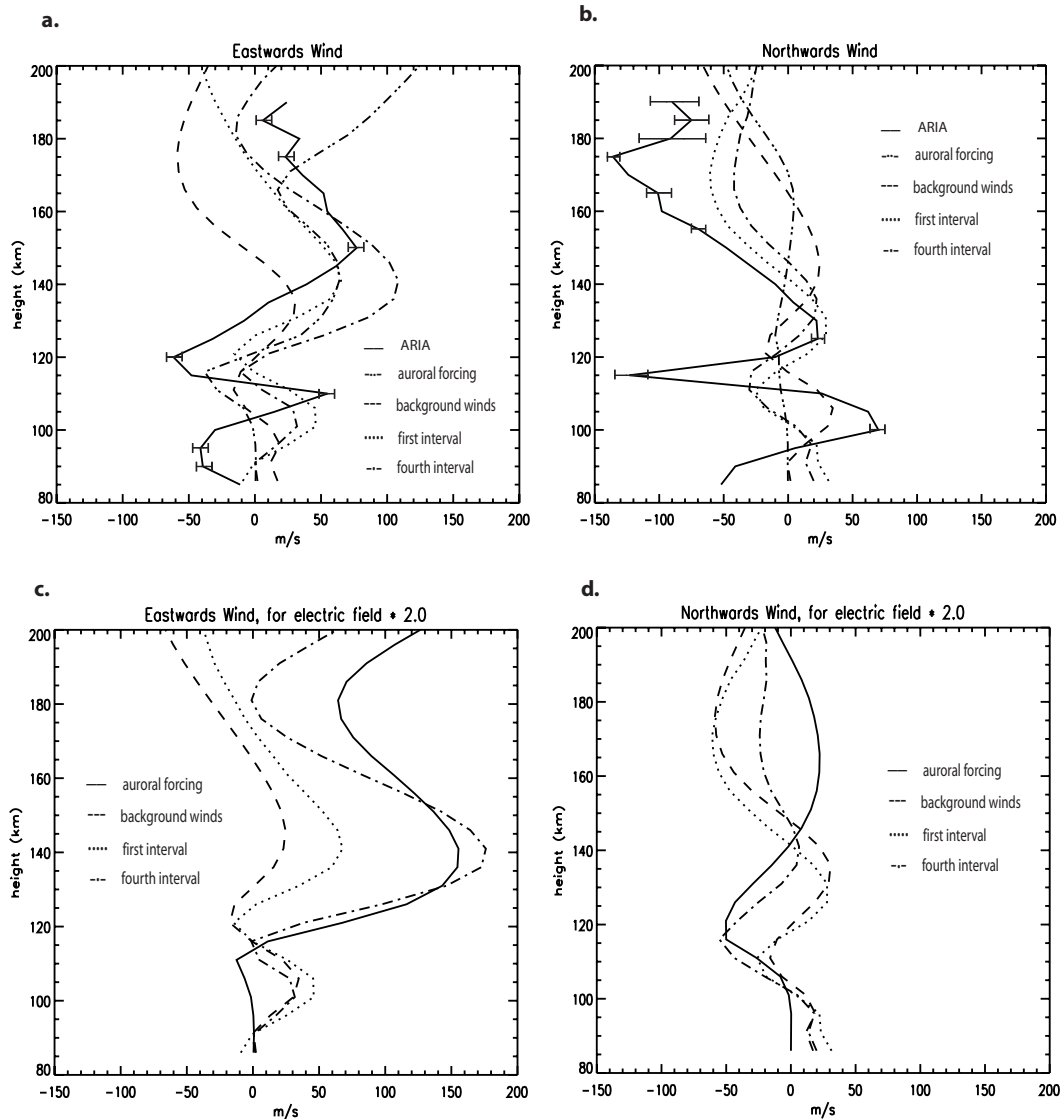 a.
Eastwards Wind
200
180
160
140
120
100
80
height (km)
ARIA
auroral forcing
background winds
first interval
fourth interval
−150 −100 −50 0 50 100 150 200
m/s
b.
Northwards Wind
200
180
160
140
120
100
80
height (km)
ARIA
auroral forcing
background winds
first interval
fourth interval
−150 −100 −50 0 50 100 150 200
m/s
c.
Eastwards Wind, for electric field * 2.0
200
180
160
140
120
100
80
height (km)
auroral forcing
background winds
first interval
fourth interval
−150 −100 −50 0 50 100 150 200
m/s
d.
Northwards Wind, for electric field * 2.0
200
180
160
140
120
100
80
height (km)
auroral forcing
background winds
first interval
fourth interval
−150 −100 −50 0 50 100 150 200
m/s